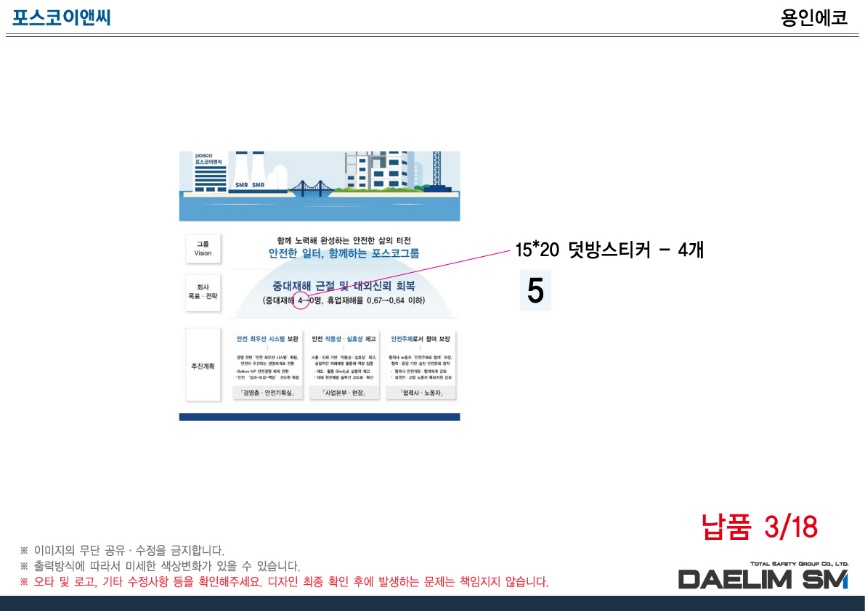 포스코이앤씨
용인에코
posco
포스코이앤씨
SMR SMR
그룹
Vision
함께 노력해 완성하는 안전한 삶의 터전
안전한 일터, 함께하는 포스코그룹
15*20 덧방스티커 - 4개
5
회사
목표 · 전략
중대재해 근절 및 대외신뢰 회복
(중대재해 4→0명, 휴업재해율 0.67→0.64 이하)
추진계획
안전 최우선 시스템 보완
안전 작동성 · 실효성 제고
안전주체로서 참여 보장
「경영층 · 안전기획실」
「사업본부 · 현장」
「협력사 · 노동자」
납품 3/18
※ 이미지의 무단 공유 · 수정을 금지합니다.
※ 출력방식에 따라서 미세한 색상변화가 있을 수 있습니다.
※ 오타 및 로고, 기타 수정사항 등을 확인해주세요. 디자인 최종 확인 후에 발생하는 문제는 책임지지 않습니다.
TOTAL SAFETY GROUP CO., LTD.
DAELIM SM